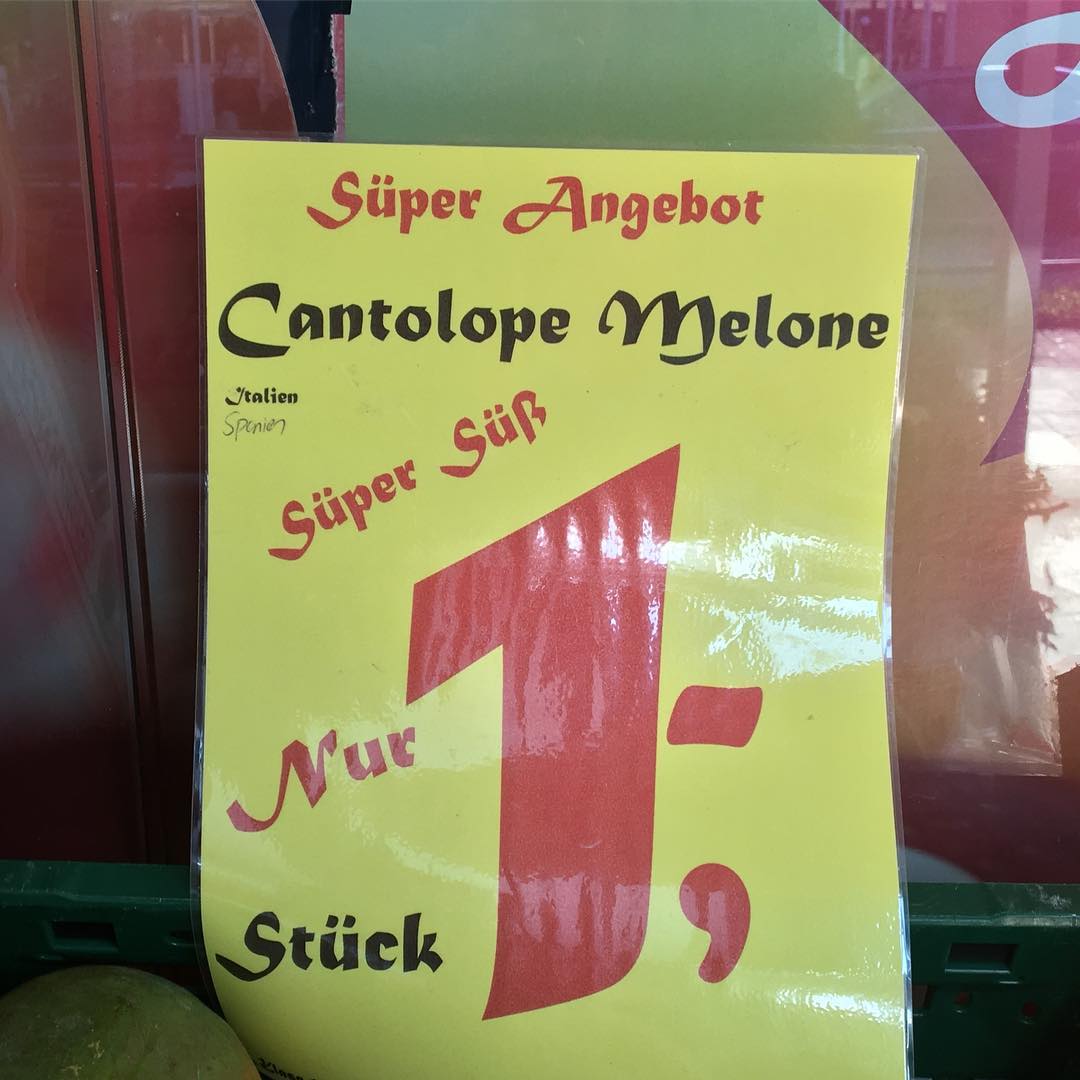 Süper Angebot
Cantolope Melone
Italien
Spanien
Süper Süß
Nur 1,-
Stück